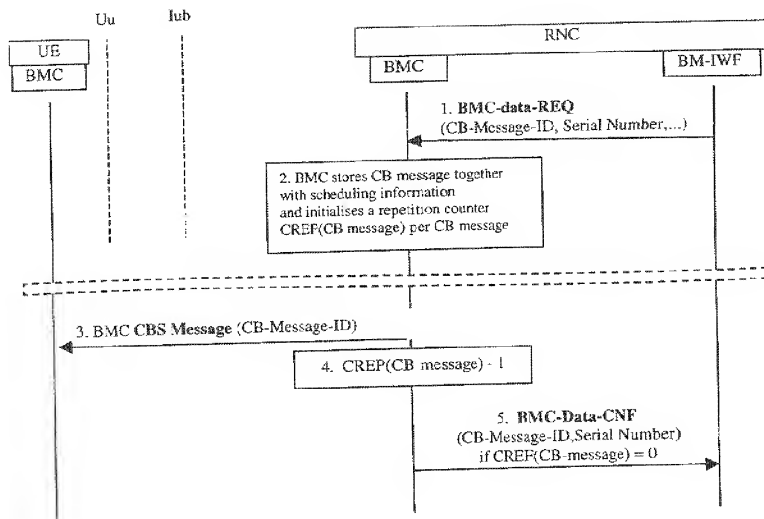 Uu
Iub
UE
BMC
RNC
BMC
BM-IWF
1. BMC-data-REQ
(CB-Message-ID, Serial Number,...)
2. BMC stores CB message together
with scheduling information
and initialises a repetition counter
CREF(CB message) per CB message
3. BMC CBS Message (CB-Message-ID)
4. CREP(CB message) - 1
5. BMC-Data-CNF
(CB-Message-ID,Serial Number)
if CREF(CB-message) = 0